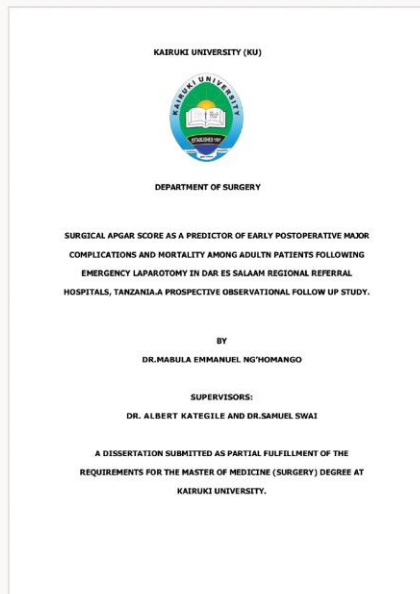 KAIRUKI UNIVERSITY (KU)
KAIRUKI UNIVERSITY
ESTABLISHED 1997
DEPARTMENT OF SURGERY
SURGICAL APGAR SCORE AS A PREDICTOR OF EARLY POSTOPERATIVE MAJOR
COMPLICATIONS AND MORTALITY AMONG ADULTN PATIENTS FOLLOWING
EMERGENCY LAPAROTOMY IN DAR ES SALAAM REGIONAL REFERRAL
HOSPITALS, TANZANIA.A PROSPECTIVE OBSERVATIONAL FOLLOW UP STUDY.
BY
DR.MABULA EMMANUEL NG'HOMANGO
SUPERVISORS:
DR. ALBERT KATEGILE AND DR.SAMUEL SWAI
A DISSERTATION SUBMITTED AS PARTIAL FULFILLMENT OF THE
REQUIREMENTS FOR THE MASTER OF MEDICINE (SURGERY) DEGREE AT
KAIRUKI UNIVERSITY.